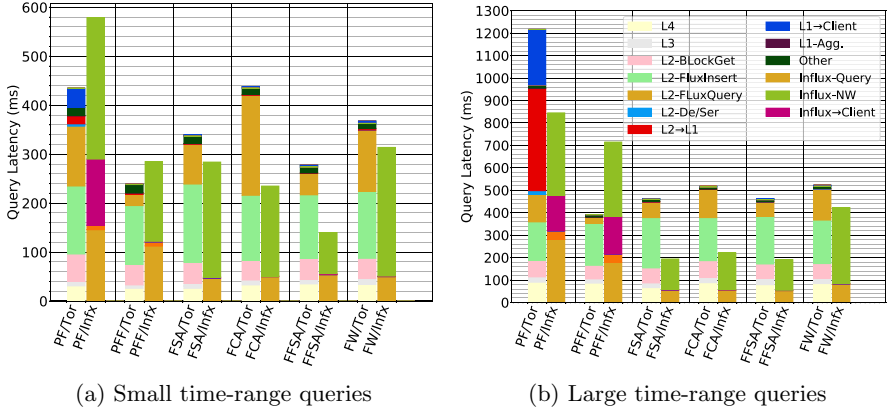 Query Latency (ms)
600
500
400
300
200
100
0
PF/Tor
PF/Infx
PFF/Tor
PFF/Infx
FSA/Tor
FSA/Infx
FCA/Tor
FCA/Infx
FFSA/Tor
FFSA/Infx
FW/Tor
FW/Infx
(a) Small time-range queries
Query Latency (ms)
1300
1200
1100
1000
900
800
700
600
500
400
300
200
100
0
L4
L3
L2-BLockGet
L2-FluxInsert
L2-FLuxQuery
L2-De/Ser
L2→L1
L1→Client
L1-Agg.
Other
Influx-Query
Influx-NW
Influx→Client
PF/Tor
PF/Infx
PFF/Tor
PFF/Infx
FSA/Tor
FSA/Infx
FCA/Tor
FCA/Infx
FFSA/Tor
FFSA/Infx
FW/Tor
FW/Infx
(b) Large time-range queries